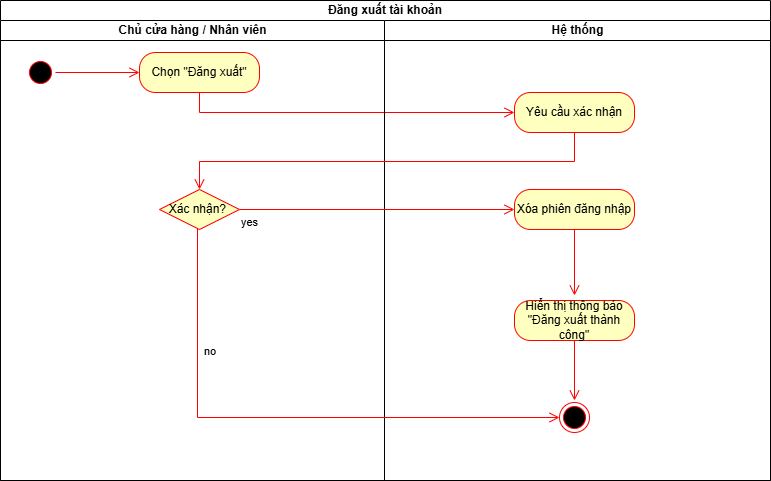 Đăng xuất tài khoản
Chủ cửa hàng / Nhân viên
Hệ thống
Chọn "Đăng xuất"
Yêu cầu xác nhận
Xác nhận?
yes
Xóa phiên đăng nhập
Hiển thị thông báo
"Đăng xuất thành
công"
no